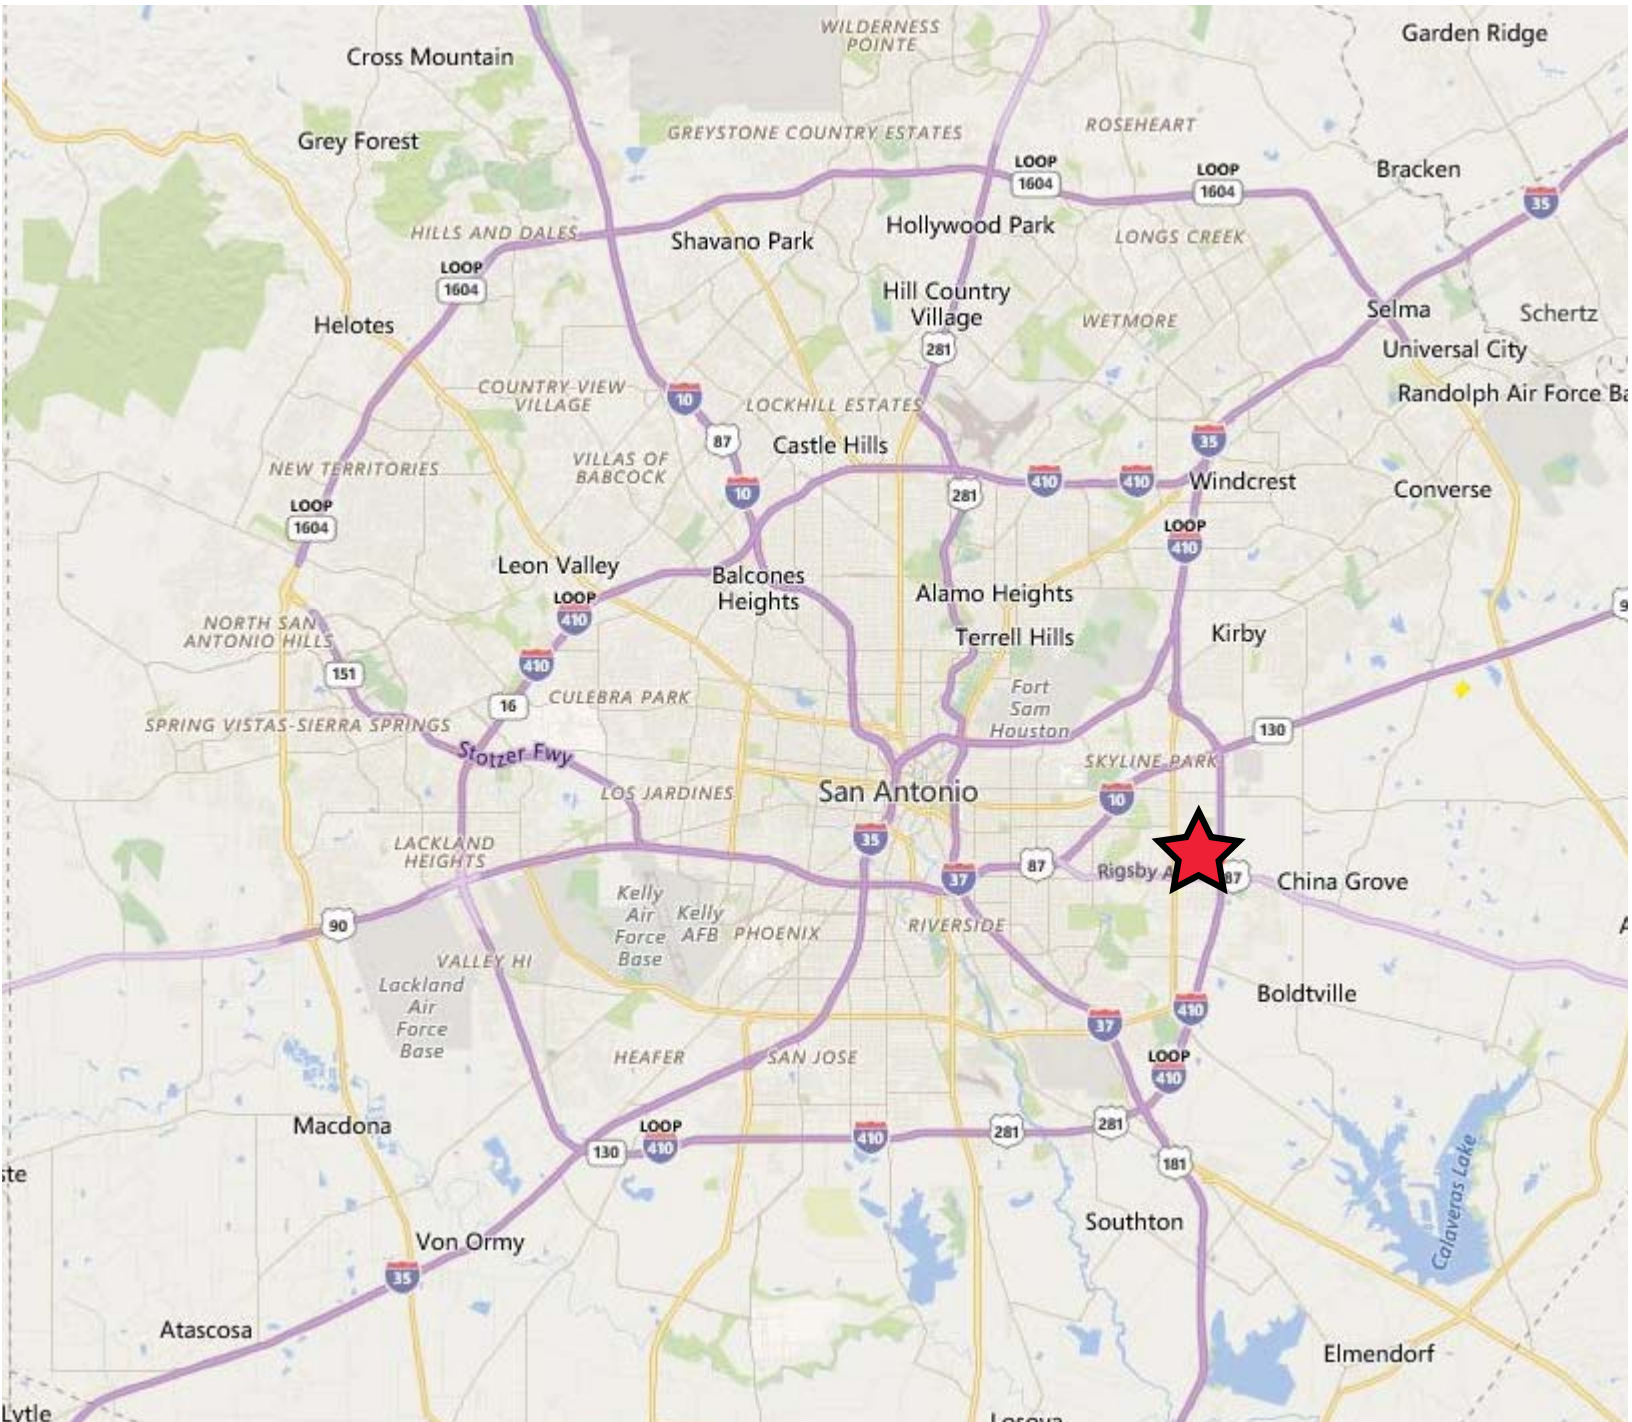 WILDERNESS
POINTE
Garden Ridge
Cross Mountain
GREYSTONE COUNTRY ESTATES
ROSEHEART
Grey Forest
LOOP
1604
LOOP
1604
Bracken
35
HILLS AND DALES
Shavano Park
Hollywood Park
LONGS CREEK
LOOP
1604
Hill Country
Village
Helotes
WETMORE
Selma
Schertz
281
Universal City
COUNTRY VIEW
VILLAGE
10
LOCKHILL ESTATES
Randolph Air Force Ba
87
Castle Hills
35
NEW TERRITORIES
VILLAS OF
BABCOCK
10
281
410
410
Windcrest
Converse
LOOP
1604
LOOP
410
Leon Valley
Balcones
Heights
Alamo Heights
LOOP
410
9
NORTH SAN
ANTONIO HILLS
Terrell Hills
Kirby
410
151
16
CULEBRA PARK
Fort
Sam
Houston
SPRING VISTAS-SIERRA SPRINGS
130
Stotzer Fwy
SKYLINE PARK
LOS JARDINES
San Antonio
10
35
LACKLAND
HEIGHTS
87
Rigsby A
87
China Grove
37
90
Kelly
Air
Force
Base
Kelly
AFB
PHOENIX
RIVERSIDE
A
VALLEY HI
Lackland
Air
Force
Base
Boldtville
410
37
HEAFER
SAN JOSE
LOOP
410
Macdona
LOOP
130
410
410
281
281
181
ste
Calaveras Lake
Southton
Von Ormy
35
Atascosa
Elmendorf
Lytle
Losoya